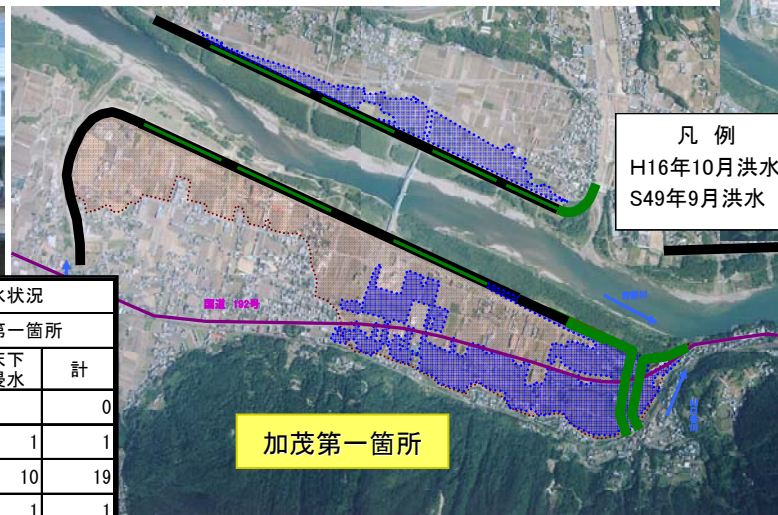 凡 例
H16年10月洪水
S49年9月洪水
国道 192号
水状況
第一箇所
床下
浸水
計
0
1
1
10
19
1
1
加茂第一箇所